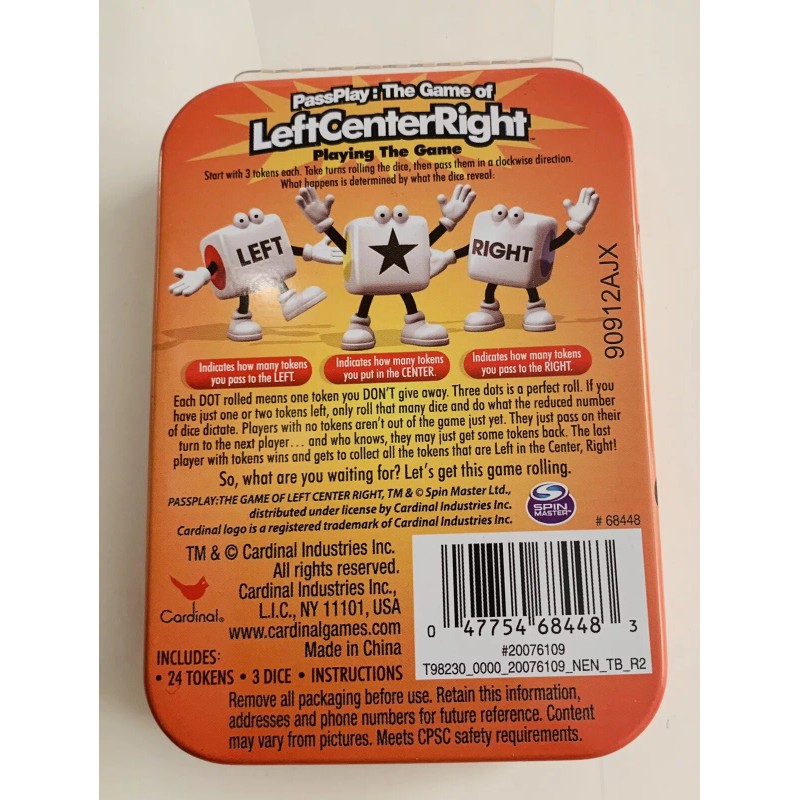 PassPlay: The Game of
LeftCenterRight™
Playing The Game
Start with 3 tokens each. Take turns rolling the dice, then pass them in a clockwise direction.
What happens is determined by what the dice reveal:
LEFT
RIGHT
90912AJX
Indicates how many tokens
you pass to the LEFT.
Indicates how many tokens
you put in the CENTER.
Indicates how many tokens
you pass to the RIGHT.
Each DOT rolled means one token you DON'T give away. Three dots is a perfect roll. If you
have just one or two tokens left, only roll that many dice and do what the reduced number
of dice dictate. Players with no tokens aren't out of the game just yet. They just pass on their
turn to the next player... and who knows, they may just get some tokens back. The last
player with tokens wins and gets to collect all the tokens that are Left in the Center, Right!
So, what are you waiting for? Let's get this game rolling.
PASSPLAY:THE GAME OF LEFT CENTER RIGHT, TM & © Spin Master Ltd.,
distributed under license by Cardinal Industries Inc.
Cardinal logo is a registered trademark of Cardinal Industries Inc.
SPIN
MASTER™
# 68448
TM & © Cardinal Industries Inc.
All rights reserved.
Cardinal Industries Inc.,
L.I.C., NY 11101, USA
www.cardinalgames.com
Made in China
Cardinal®
INCLUDES:
• 24 TOKENS • 3 DICE • INSTRUCTIONS
0 47754 68448 3
#20076109
T98230_0000_20076109_NEN_TB_R2
Remove all packaging before use. Retain this information,
addresses and phone numbers for future reference. Content
may vary from pictures. Meets CPSC safety requirements.